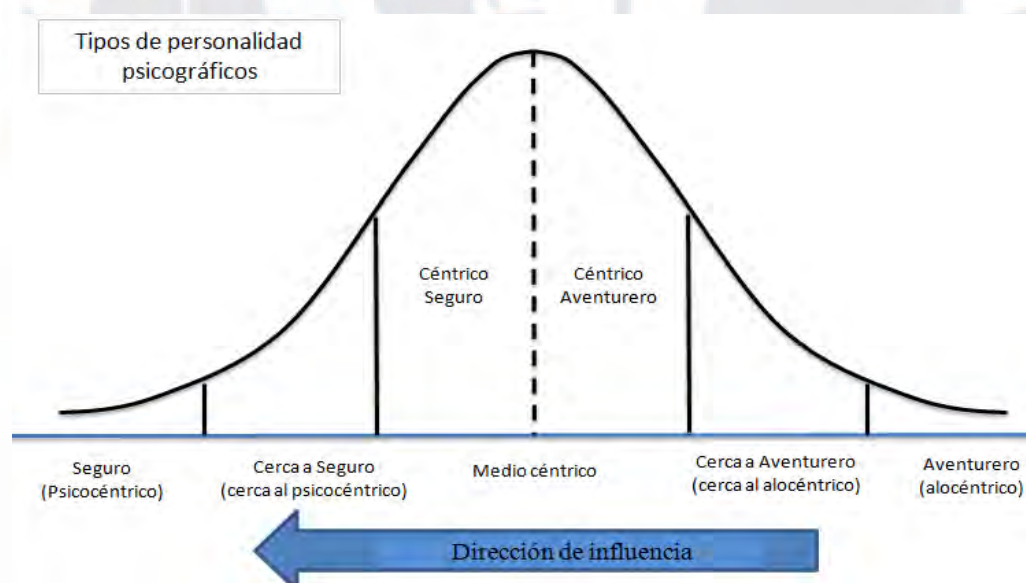 Tipos de personalidad
psicográficos
Céntrico
Seguro
Céntrico
Aventurero
Seguro
(Psicocéntrico)
Cerca a Seguro
(cerca al psicocéntrico)
Medio céntrico
Cerca a Aventurero
(cerca al alocéntrico)
Aventurero
(alocéntrico)
Dirección de influencia